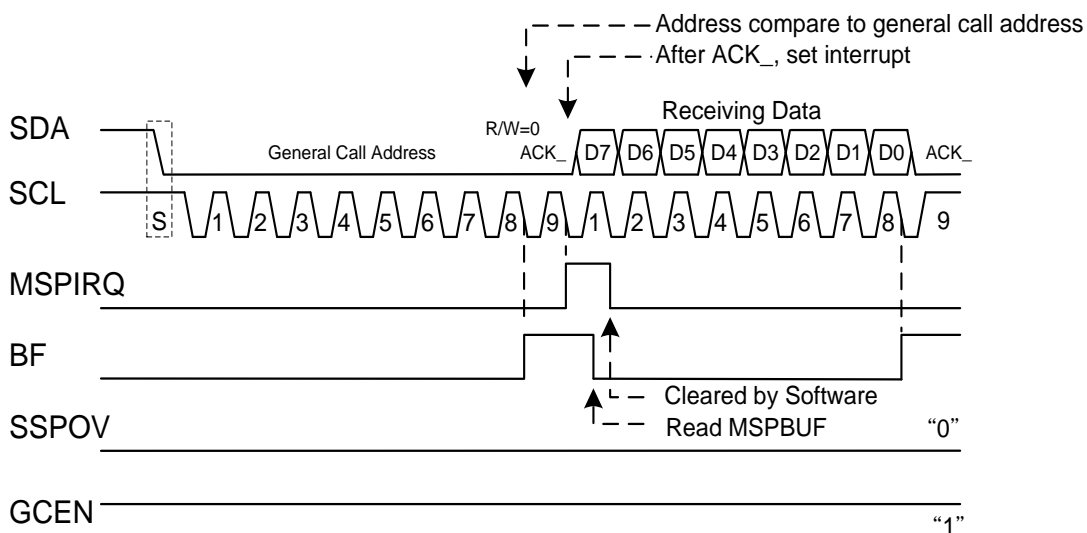 Address compare to general call address
After ACK_, set interrupt
Receiving Data
SDA
R/W=0
General Call Address
ACK_
D7 D6 D5 D4 D3 D2 D1 D0
ACK_
SCL
S 1 2 3 4 5 6 7 8 9 1 2 3 4 5 6 7 8 9
MSPIRQ
BF
Cleared by Software
SSPOV
Read MSPBUF
“0”
GCEN
“1”